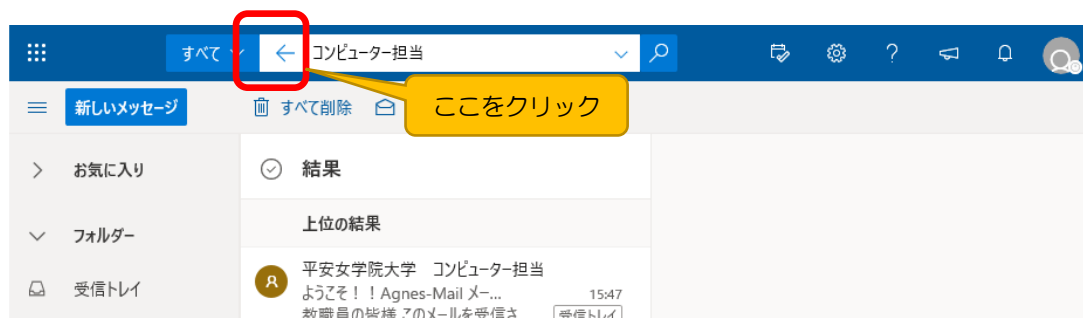 すべて
コンピューター担当
?
新しいメッセージ
すべて削除
ここをクリック
お気に入り
結果
フォルダー
上位の結果
受信トレイ
R
平安女学院大学　コンピューター担当
ようこそ！！Agnes-Mail メー...
15:47
教職員の皆様 このメールを受信さ
受信トレイ